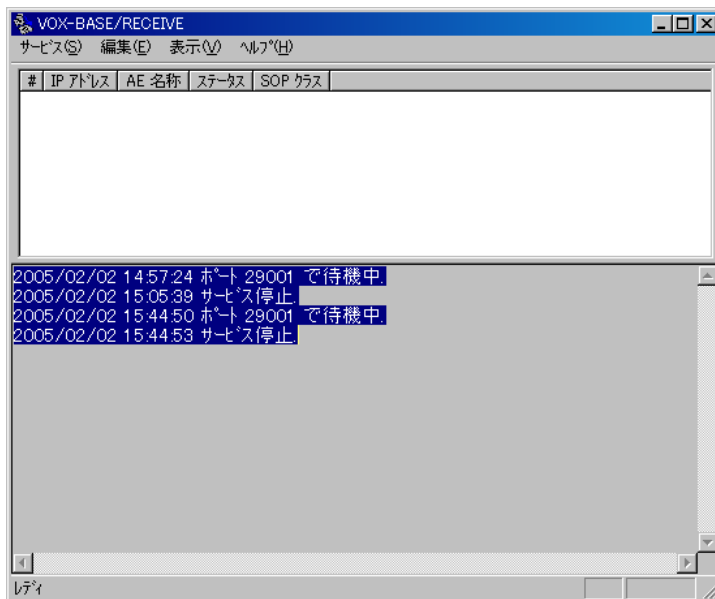 VOX-BASE/RECEIVE
ｻｰﾋﾞｽ(S) 編集(E) 表示(V) ﾍﾙﾌﾟ(H)
# IP ｱﾄﾞﾚｽ AE 名称 ｽﾃｰﾀｽ SOP ｸﾗｽ
2005/02/02 14:57:24 ﾎﾟｰﾄ 29001 で待機中.
2005/02/02 15:05:39 ｻｰﾋﾞｽ停止.
2005/02/02 15:44:50 ﾎﾟｰﾄ 29001 で待機中.
2005/02/02 15:44:53 ｻｰﾋﾞｽ停止.
ﾚﾃﾞｨ